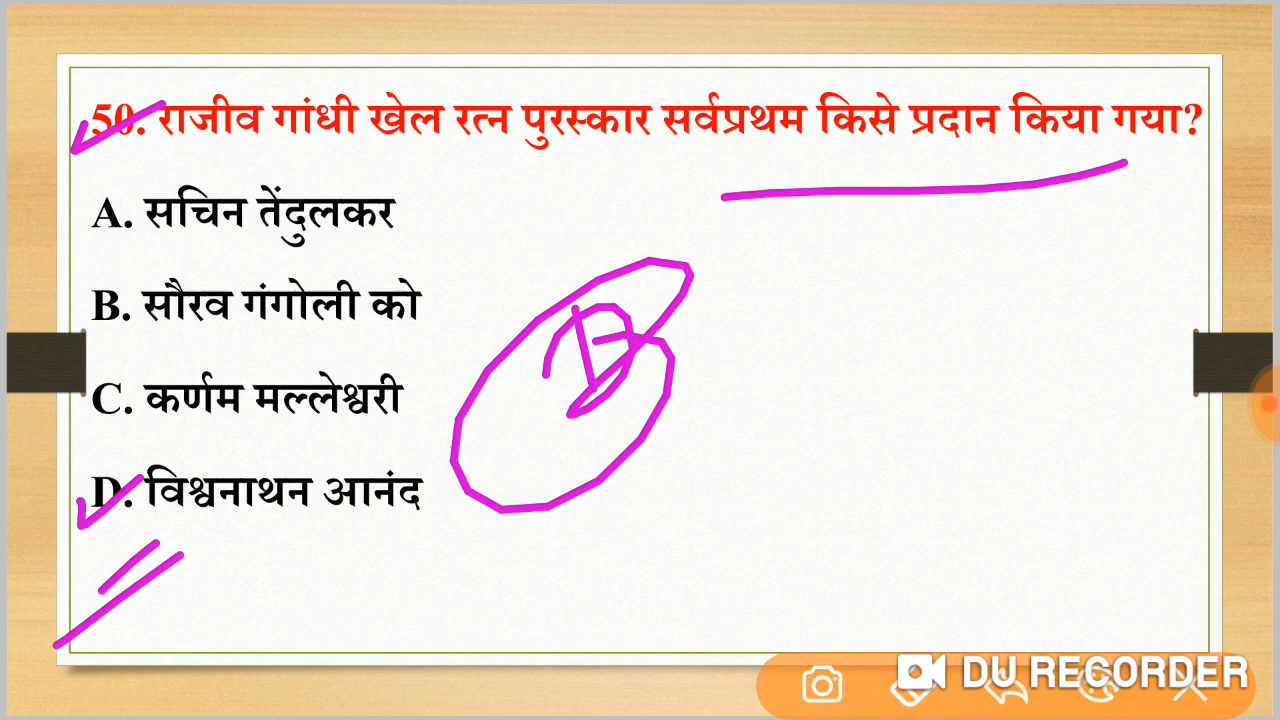 50. राजीव गांधी खेल रत्न पुरस्कार सर्वप्रथम किसे प्रदान किया गया?
A. सचिन तेंदुलकर
B. सौरव गंगोली को
C. कर्णम मल्लेश्वरी
D. विश्वनाथन आनंद
DU RECORDER